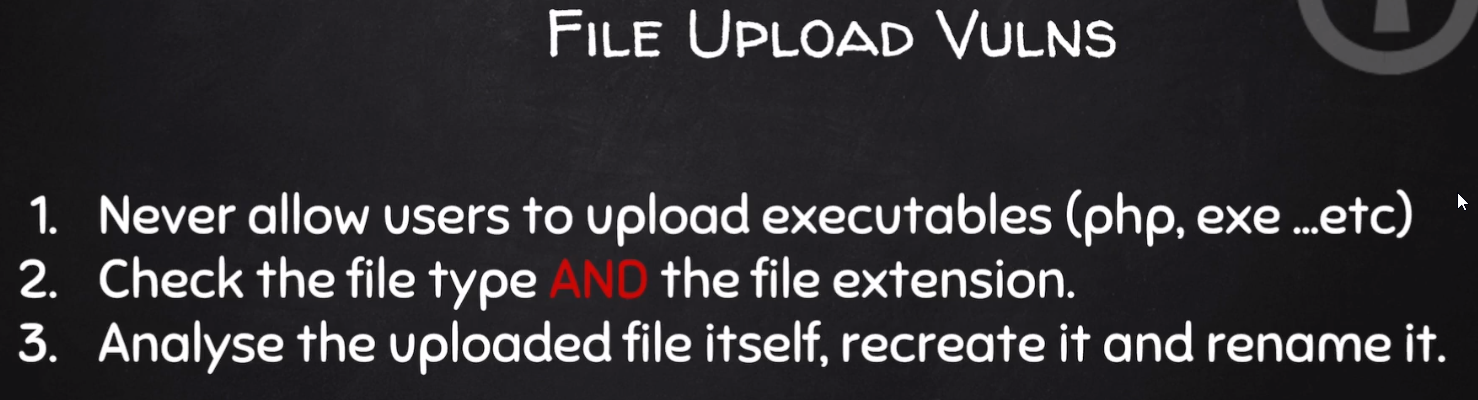 File Upload Vulns
1. Never allow users to upload executables (php, exe ...etc)
2. Check the file type AND the file extension.
3. Analyse the uploaded file itself, recreate it and rename it.